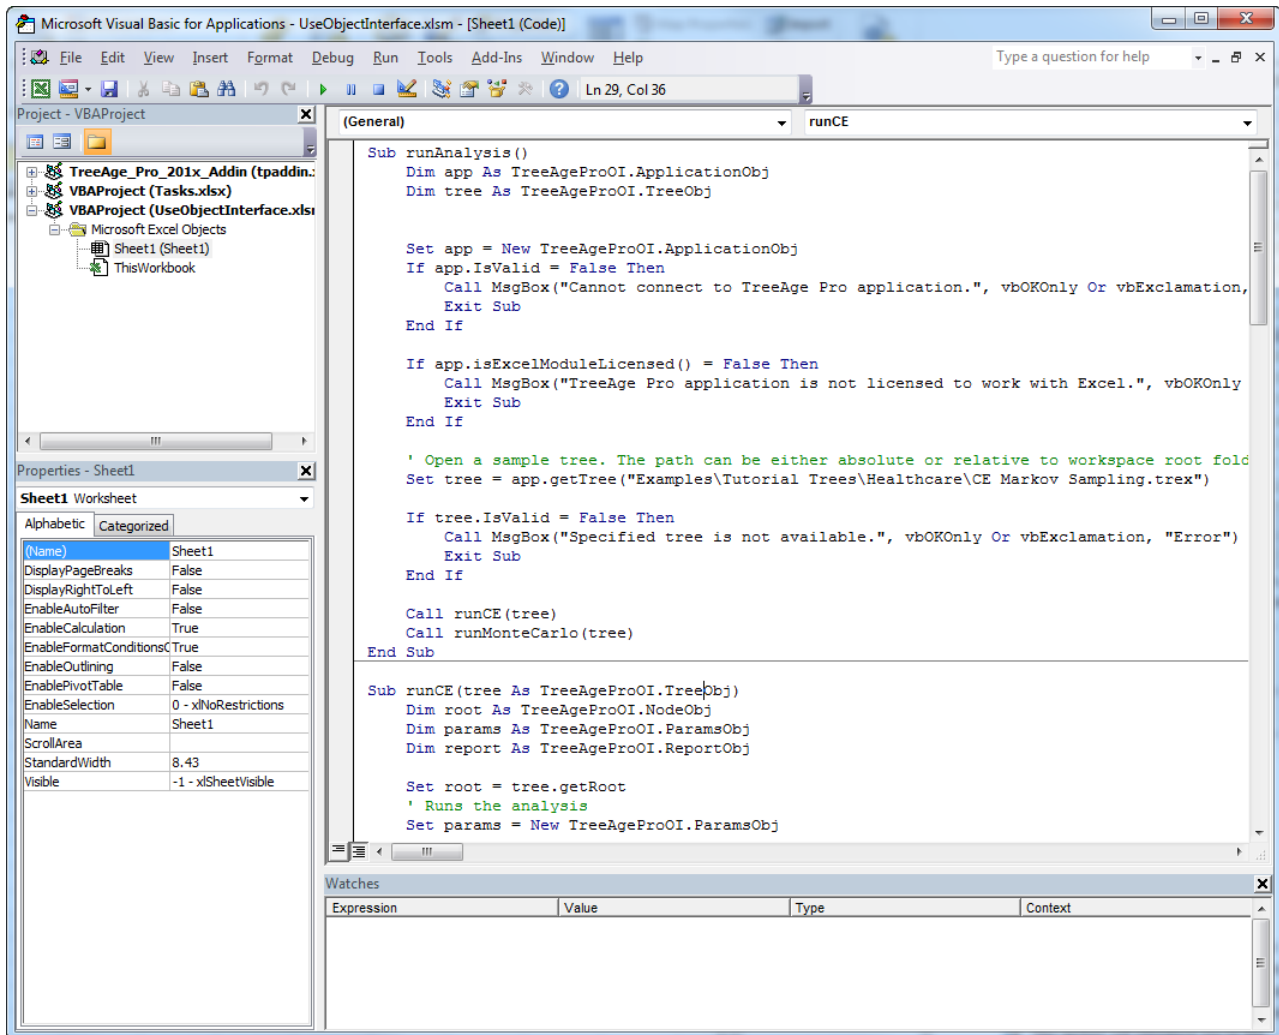 Microsoft Visual Basic for Applications - UseObjectInterface.xlsm - [Sheet1 (Code)]
File Edit View Insert Format Debug Run Tools Add-Ins Window Help
Type a question for help
Ln 29, Col 36
Project - VBAProject
TreeAge_Pro_201x_Addin (tpaddin.
VBAProject (Tasks.xlsx)
VBAProject (UseObjectInterface.xlsm
Microsoft Excel Objects
Sheet1 (Sheet1)
ThisWorkbook
Properties - Sheet1
Sheet1 Worksheet
Alphabetic Categorized
(Name) Sheet1
DisplayPageBreaks False
DisplayRightToLeft False
EnableAutoFilter False
EnableCalculation True
EnableFormatConditionsC True
EnableOutlining False
EnablePivotTable False
EnableSelection 0 - xlNoRestrictions
Name Sheet1
ScrollArea
StandardWidth 8.43
Visible -1 - xlSheetVisible
(General) runCE
Sub runAnalysis()
Dim app As TreeAgeProOI.ApplicationObj
Dim tree As TreeAgeProOI.TreeObj
Set app = New TreeAgeProOI.ApplicationObj
If app.IsValid = False Then
Call MsgBox("Cannot connect to TreeAge Pro application.", vbOKOnly Or vbExclamation,
Exit Sub
End If
If app.isExcelModuleLicensed() = False Then
Call MsgBox("TreeAge Pro application is not licensed to work with Excel.", vbOKOnly
Exit Sub
End If
' Open a sample tree. The path can be either absolute or relative to workspace root fold
Set tree = app.getTree("Examples\Tutorial Trees\Healthcare\CE Markov Sampling.trex")
If tree.IsValid = False Then
Call MsgBox("Specified tree is not available.", vbOKOnly Or vbExclamation, "Error")
Exit Sub
End If
Call runCE(tree)
Call runMonteCarlo(tree)
End Sub
Sub runCE(tree As TreeAgeProOI.TreeObj)
Dim root As TreeAgeProOI.NodeObj
Dim params As TreeAgeProOI.ParamsObj
Dim report As TreeAgeProOI.ReportObj
Set root = tree.getRoot
' Runs the analysis
Set params = New TreeAgeProOI.ParamsObj
Watches
Expression Value Type Context